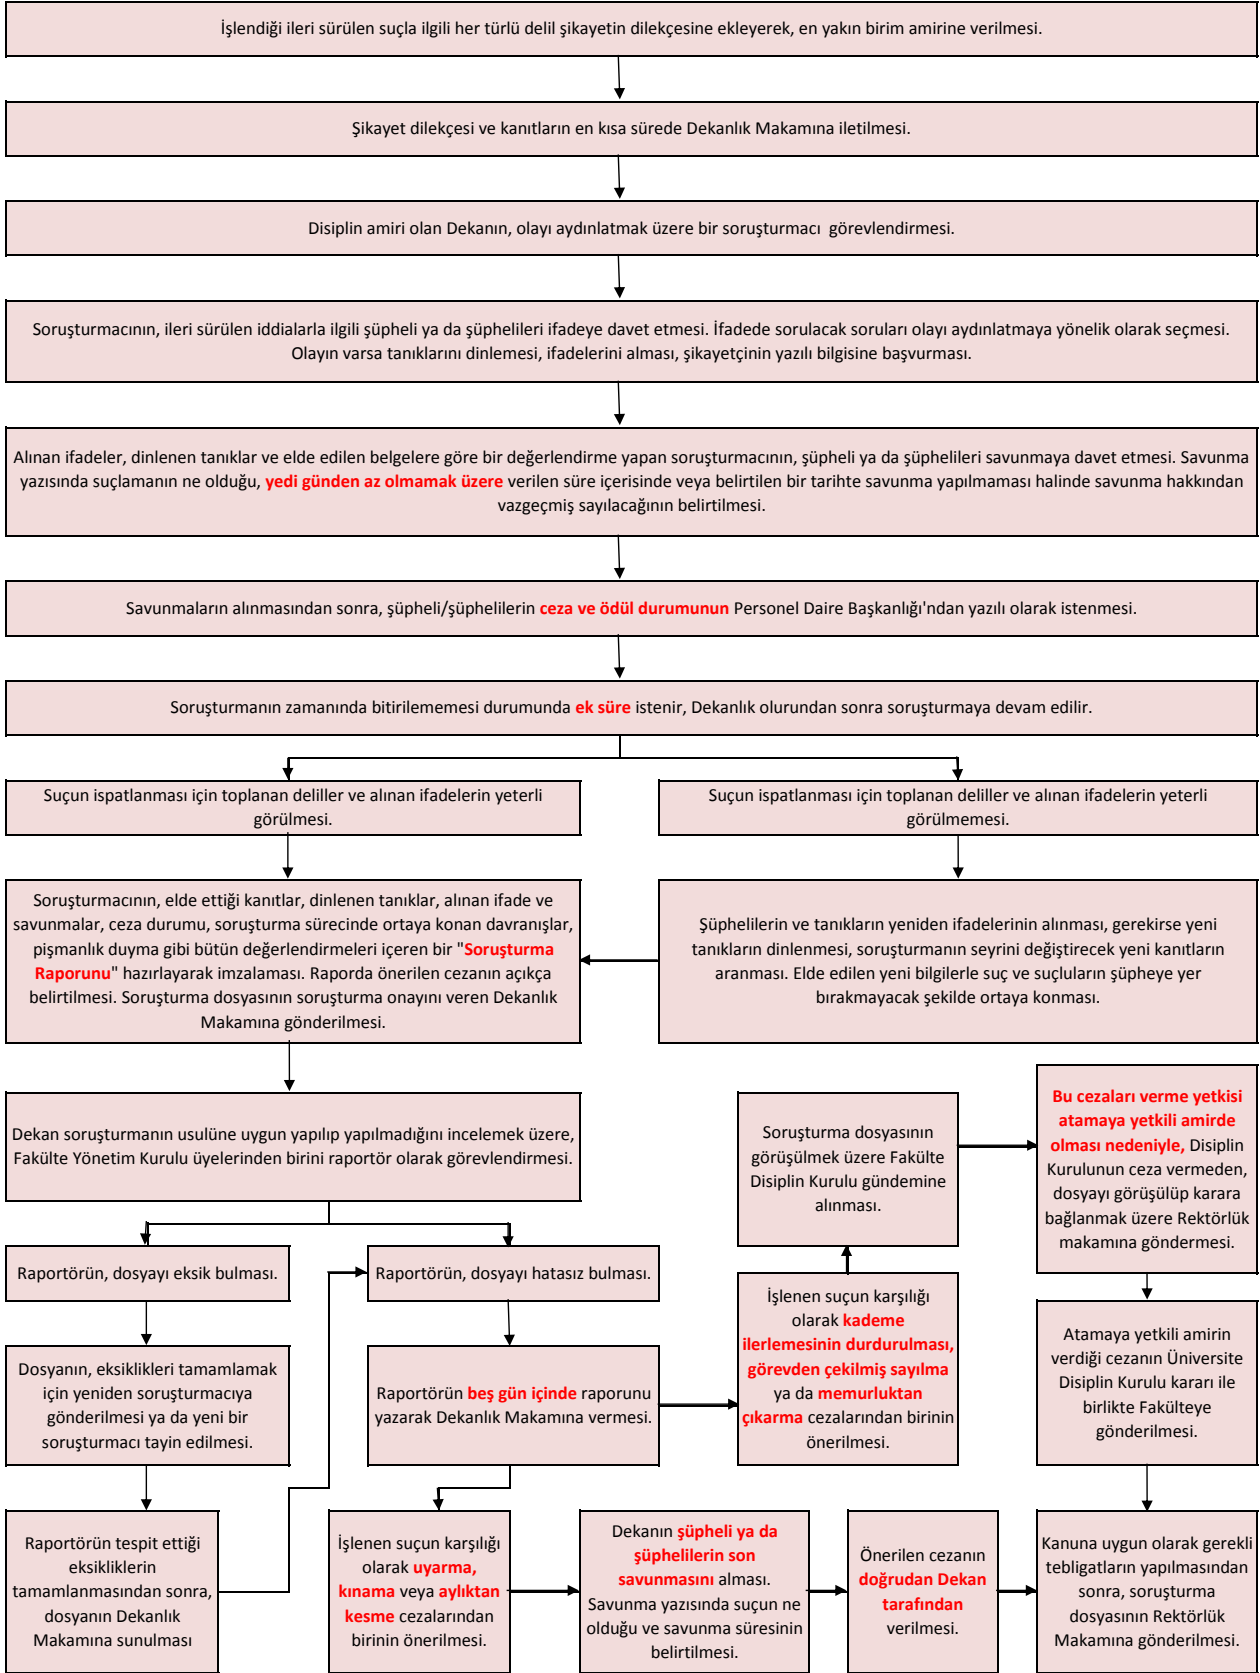 İşlendiği ileri sürülen suçla ilgili her türlü delil şikayetin dilekçesine ekleyerek, en yakın birim amirine verilmesi.
Şikayet dilekçesi ve kanıtların en kısa sürede Dekanlık Makamına iletilmesi.
Disiplin amiri olan Dekanın, olayı aydınlatmak üzere bir soruşturmacı görevlendirmesi.
Soruşturmacının, ileri sürülen iddialarla ilgili şüpheli ya da şüphelileri ifadeye davet etmesi. İfadede sorulacak soruları olayı aydınlatmaya yönelik olarak seçmesi.
Olayın varsa tanıklarını dinlemesi, ifadelerini alması, şikayetçinin yazılı bilgisine başvurması.
Alınan ifadeler, dinlenen tanıklar ve elde edilen belgelere göre bir değerlendirme yapan soruşturmacının, şüpheli ya da şüphelileri savunmaya davet etmesi. Savunma
yazısında suçlamanın ne olduğu, yedi günden az olmamak üzere verilen süre içerisinde veya belirtilen bir tarihte savunma yapılmaması halinde savunma hakkından
vazgeçmiş sayılacağının belirtilmesi.
Savunmaların alınmasından sonra, şüpheli/şüphelilerin ceza ve ödül durumunun Personel Daire Başkanlığı'ndan yazılı olarak istenmesi.
Soruşturmanın zamanında bitirilememesi durumunda ek süre istenir, Dekanlık olurundan sonra soruşturmaya devam edilir.
Suçun ispatlanması için toplanan deliller ve alınan ifadelerin yeterli
görülmesi.
Suçun ispatlanması için toplanan deliller ve alınan ifadelerin yeterli
görülmemesi.
Soruşturmacının, elde ettiği kanıtlar, dinlenen tanıklar, alınan ifade ve
savunmalar, ceza durumu, soruşturma sürecinde ortaya konan davranışlar,
pişmanlık duyma gibi bütün değerlendirmeleri içeren bir "Soruşturma
Raporunu" hazırlayarak imzalaması. Raporda önerilen cezanın açıkça
belirtilmesi. Soruşturma dosyasının soruşturma onayını veren Dekanlık
Makamına gönderilmesi.
Şüphelilerin ve tanıkların yeniden ifadelerinin alınması, gerekirse yeni
tanıkların dinlenmesi, soruşturmanın seyrini değiştirecek yeni kanıtların
aranması. Elde edilen yeni bilgilerle suç ve suçluların şüpheye yer
bırakmayacak şekilde ortaya konması.
Dekan soruşturmanın usulüne uygun yapılıp yapılmadığını incelemek üzere,
Fakülte Yönetim Kurulu üyelerinden birini raportör olarak görevlendirmesi.
Soruşturma dosyasının
görüşülmek üzere Fakülte
Disiplin Kurulu gündemine
alınması.
Bu cezaları verme yetkisi
atamaya yetkili amirde
olması nedeniyle, Disiplin
Kurulunun ceza vermeden,
dosyayı görüşülüp karara
bağlanmak üzere Rektörlük
makamına göndermesi.
Raportörün, dosyayı eksik bulması.
Raportörün, dosyayı hatasız bulması.
İşlenen suçun karşılığı
olarak kademe
ilerlemesinin durdurulması,
görevden çekilmiş sayılma
ya da memurluktan
çıkarma cezalarından birinin
önerilmesi.
Atamaya yetkili amirin
verdiği cezanın Üniversite
Disiplin Kurulu kararı ile
birlikte Fakülteye
gönderilmesi.
Dosyanın, eksiklikleri tamamlamak
için yeniden soruşturmacıya
gönderilmesi ya da yeni bir
soruşturmacı tayin edilmesi.
Raportörün beş gün içinde raporunu
yazarak Dekanlık Makamına vermesi.
Raportörün tespit ettiği
eksikliklerin
tamamlanmasından sonra,
dosyanın Dekanlık
Makamına sunulması
İşlenen suçun karşılığı
olarak uyarma,
kınama veya aylıktan
kesme cezalarından
birinin önerilmesi.
Dekanın şüpheli ya da
şüphelilerin son
savunmasını alması.
Savunma yazısında suçun ne
olduğu ve savunma süresinin
belirtilmesi.
Önerilen cezanın
doğrudan Dekan
tarafından
verilmesi.
Kanuna uygun olarak gerekli
tebligatların yapılmasından
sonra, soruşturma
dosyasının Rektörlük
Makamına gönderilmesi.